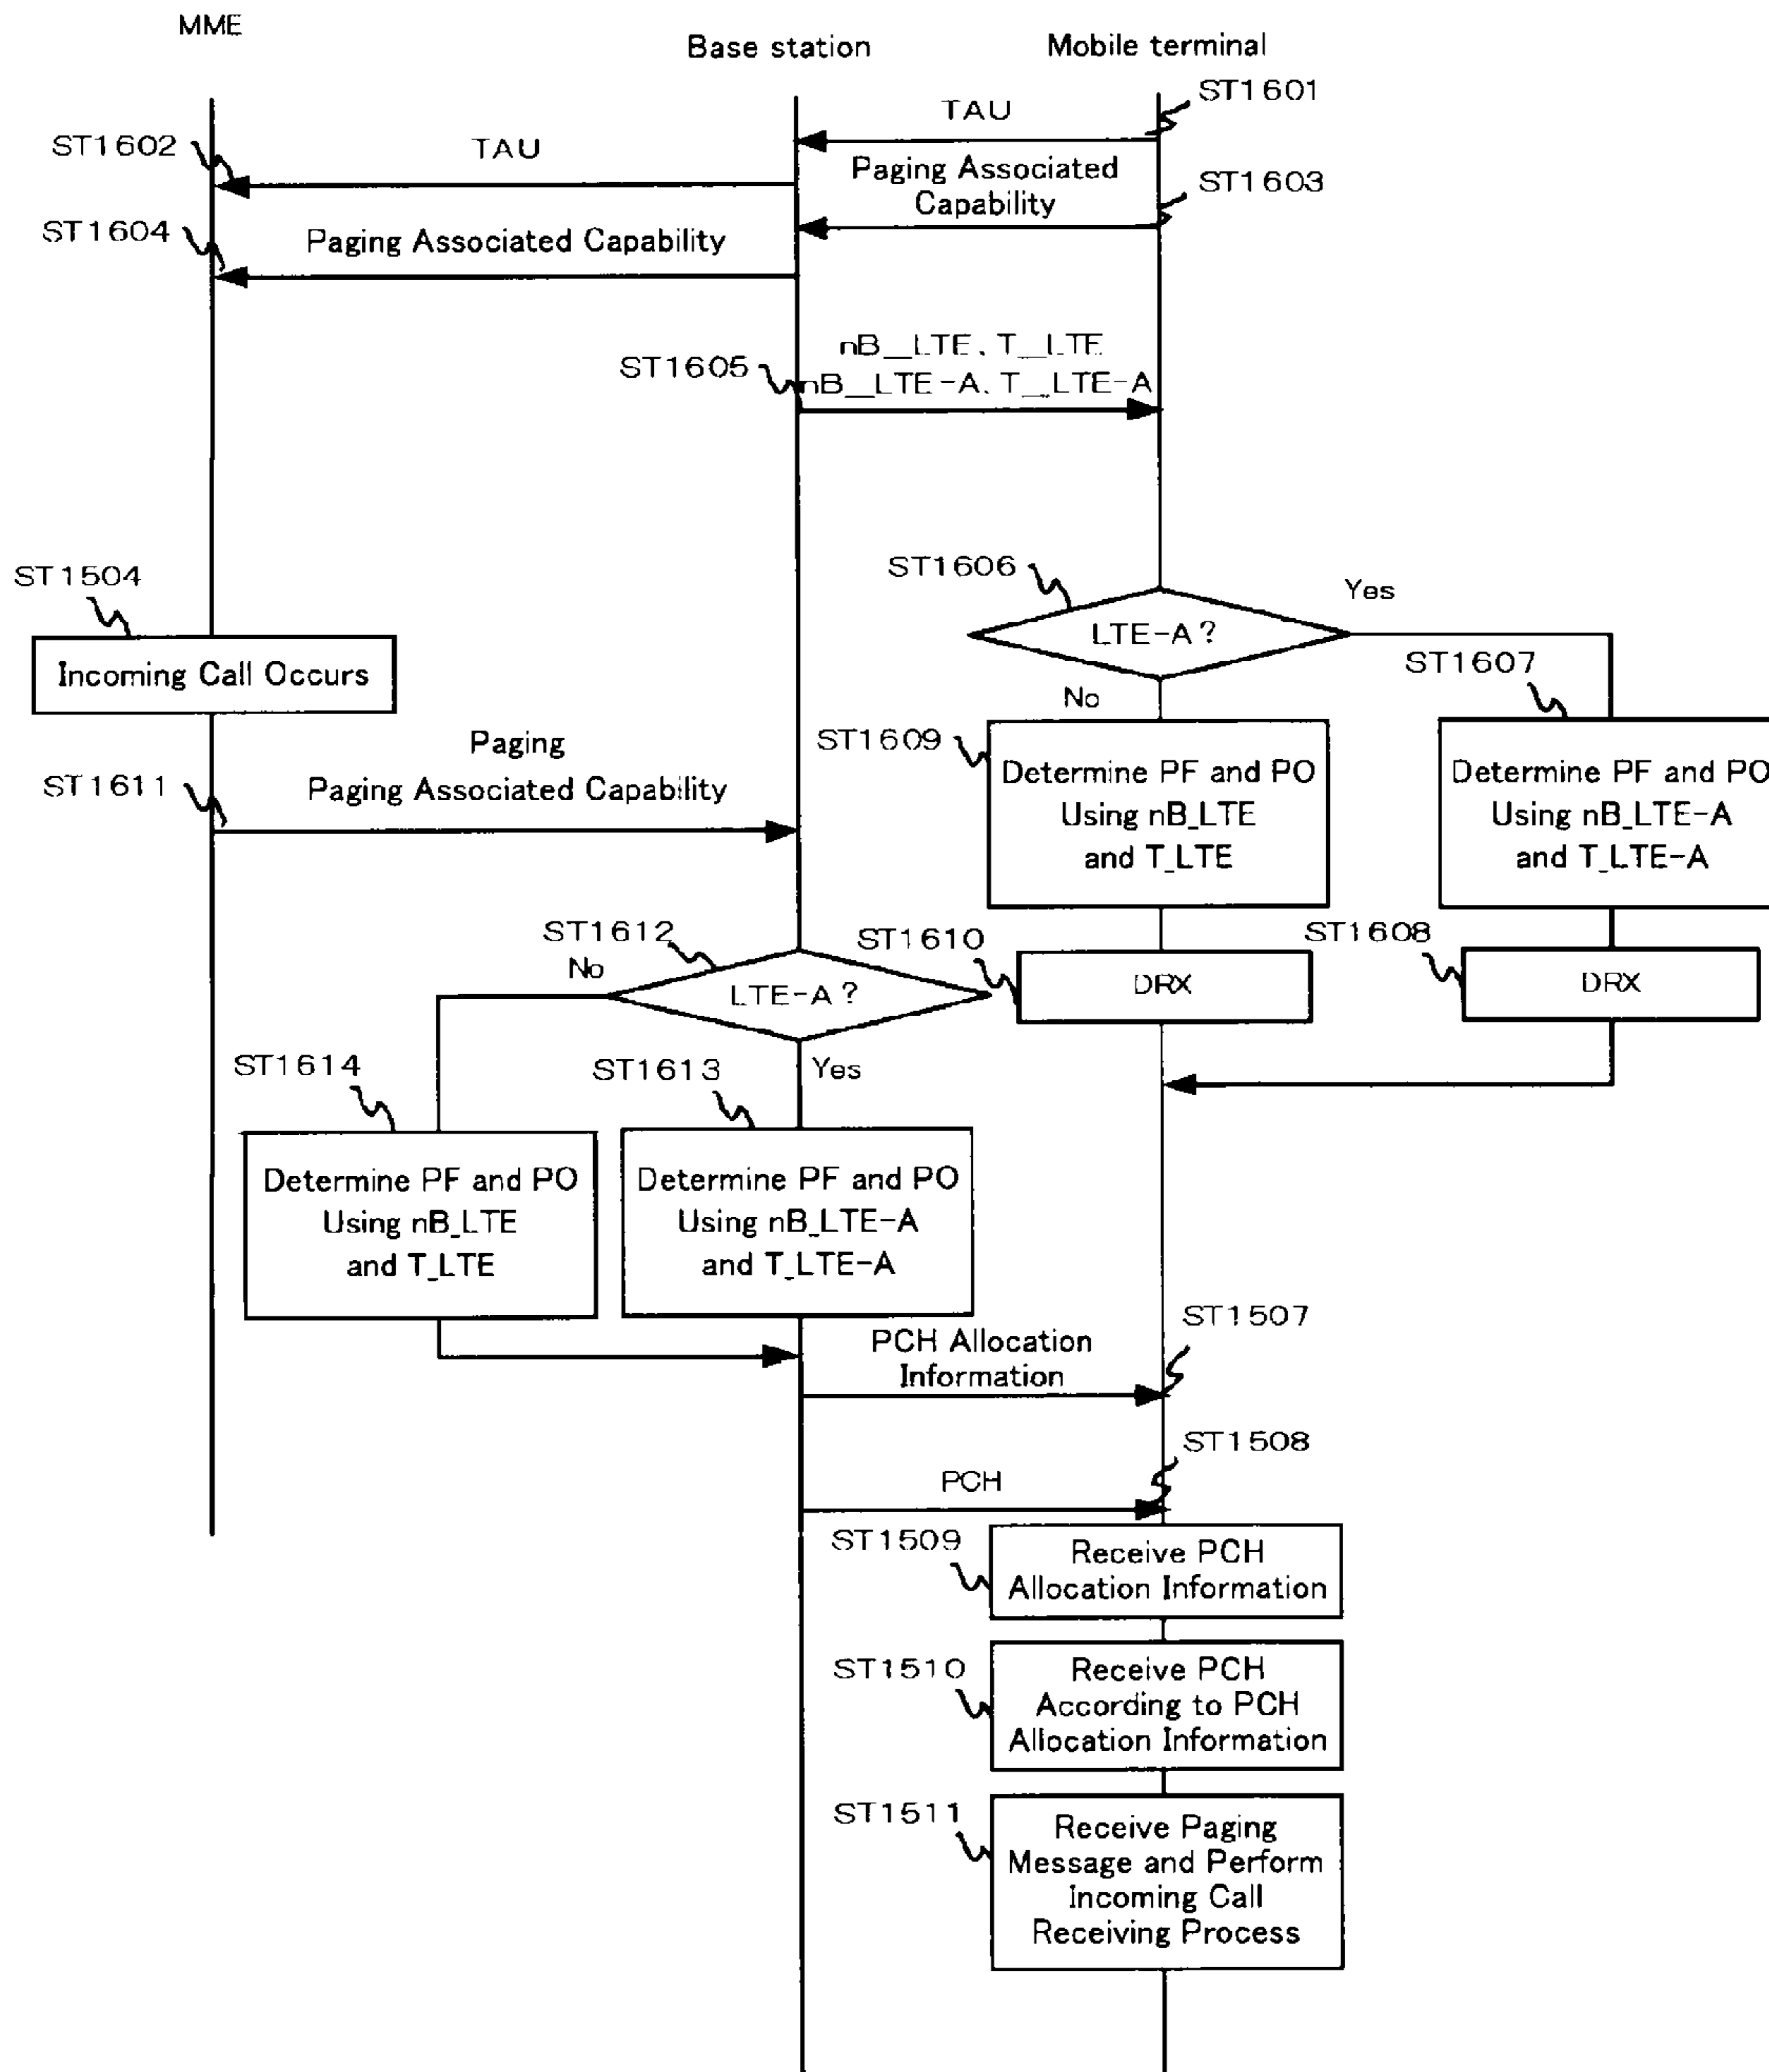 MME
Base station
Mobile terminal
ST1601
TAU
ST1602
TAU
Paging Associated
Capability
ST1603
ST1604
Paging Associated Capability
nB__LTE, T__LTE
ST1605
nB__LTE-A, T__LTE-A
ST1504
Incoming Call Occurs
ST1606
LTE-A?
Yes
No
ST1607
ST1609
Determine PF and PO
Using nB_LTE
and T_LTE
Determine PF and PO
Using nB_LTE-A
and T_LTE-A
Paging
Paging Associated Capability
ST1611
ST1612
No
LTE-A?
Yes
ST1610
DRX
ST1608
DRX
ST1614
Determine PF and PO
Using nB_LTE
and T_LTE
ST1613
Determine PF and PO
Using nB_LTE-A
and T_LTE-A
PCH Allocation
Information
ST1507
PCH
ST1508
ST1509
Receive PCH
Allocation Information
ST1510
Receive PCH
According to PCH
Allocation Information
ST1511
Receive Paging
Message and Perform
Incoming Call
Receiving Process